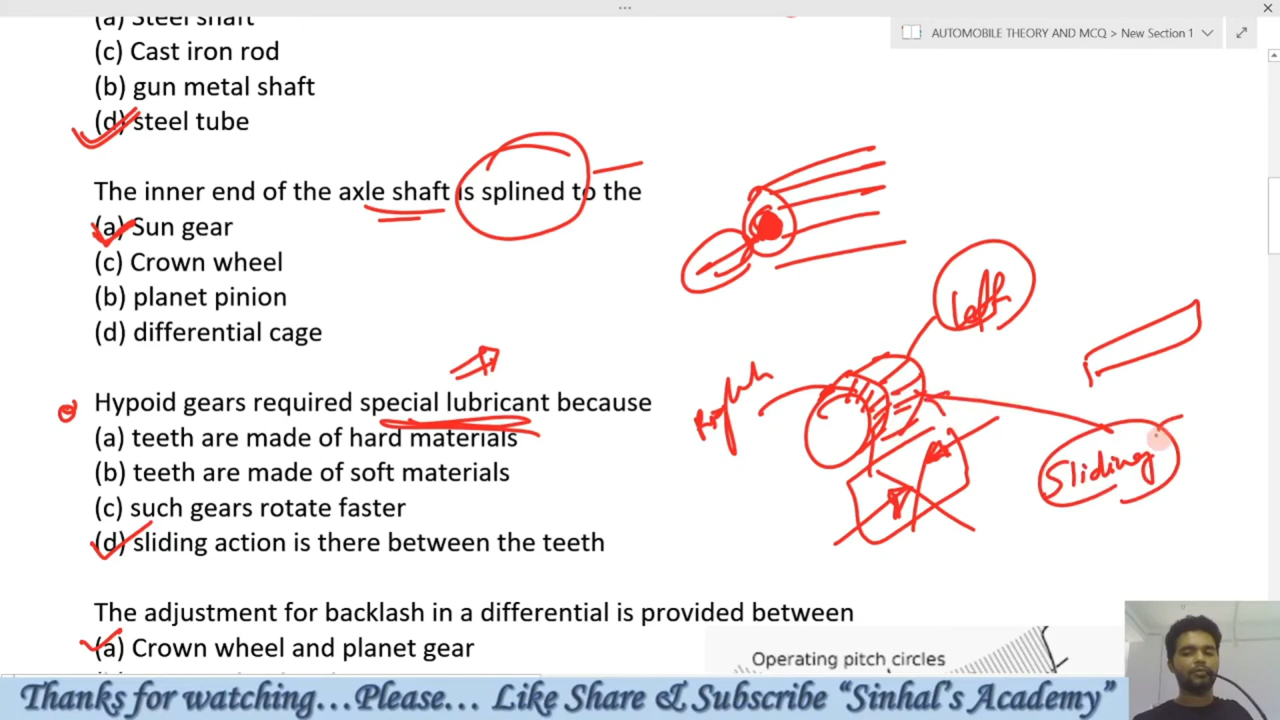 (a) Steel shaft
AUTOMOBILE THEORY AND MCQ > New Section 1
(c) Cast iron rod
(b) gun metal shaft
(d) steel tube
The inner end of the axle shaft is splined to the
(a) Sun gear
(c) Crown wheel
(b) planet pinion
(d) differential cage
Left
Right
Hypoid gears required special lubricant because
(a) teeth are made of hard materials
(b) teeth are made of soft materials
Sliding
(c) such gears rotate faster
(d) sliding action is there between the teeth
The adjustment for backlash in a differential is provided between
(a) Crown wheel and planet gear
Operating pitch circles
Thanks for watching...Please... Like Share & Subscribe “Sinhal’s Academy”